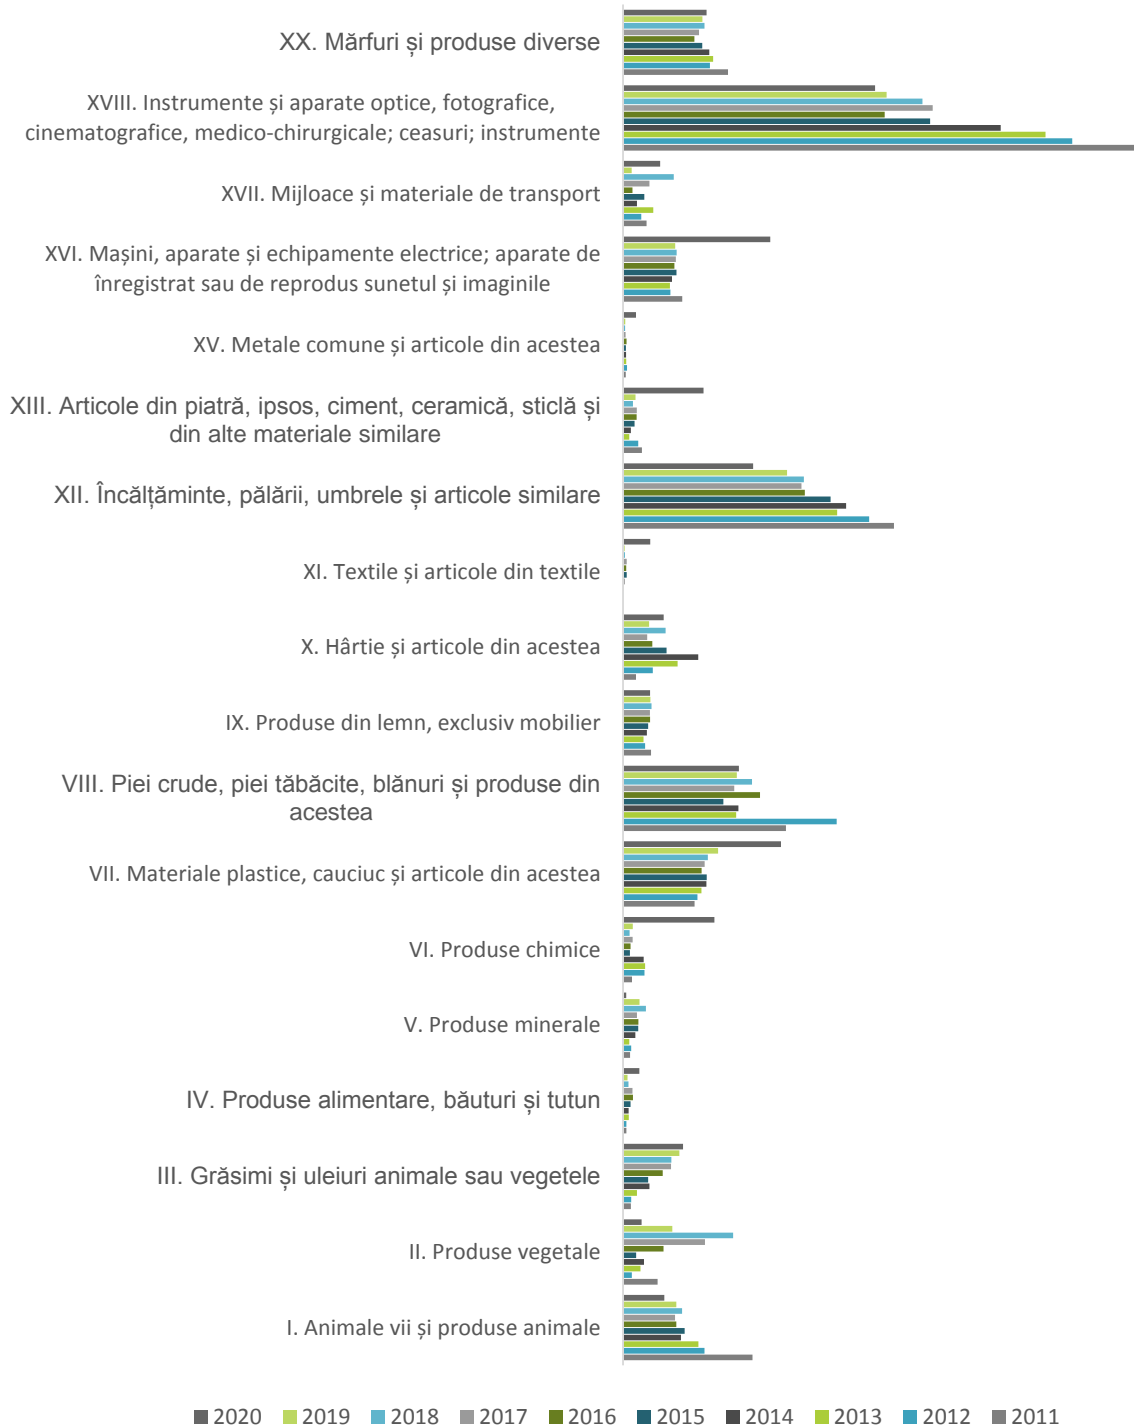 XX. Mărfuri și produse diverse
XVIII. Instrumente și aparate optice, fotografice,
cinematografice, medico-chirurgicale; ceasuri; instrumente
XVII. Mijloace și materiale de transport
XVI. Mașini, aparate și echipamente electrice; aparate de
înregistrat sau de reprodus sunetul și imaginile
XV. Metale comune și articole din acestea
XIII. Articole din piatră, ipsos, ciment, ceramică, sticlă și
din alte materiale similare
XII. Încălțăminte, pălării, umbrele și articole similare
XI. Textile și articole din textile
X. Hârtie și articole din acestea
IX. Produse din lemn, exclusiv mobilier
VIII. Piei crude, piei tăbăcite, blănuri și produse din
acestea
VII. Materiale plastice, cauciuc și articole din acestea
VI. Produse chimice
V. Produse minerale
IV. Produse alimentare, băuturi și tutun
III. Grăsimi și uleiuri animale sau vegetele
II. Produse vegetale
I. Animale vii și produse animale
2020 2019 2018 2017 2016 2015 2014 2013 2012 2011